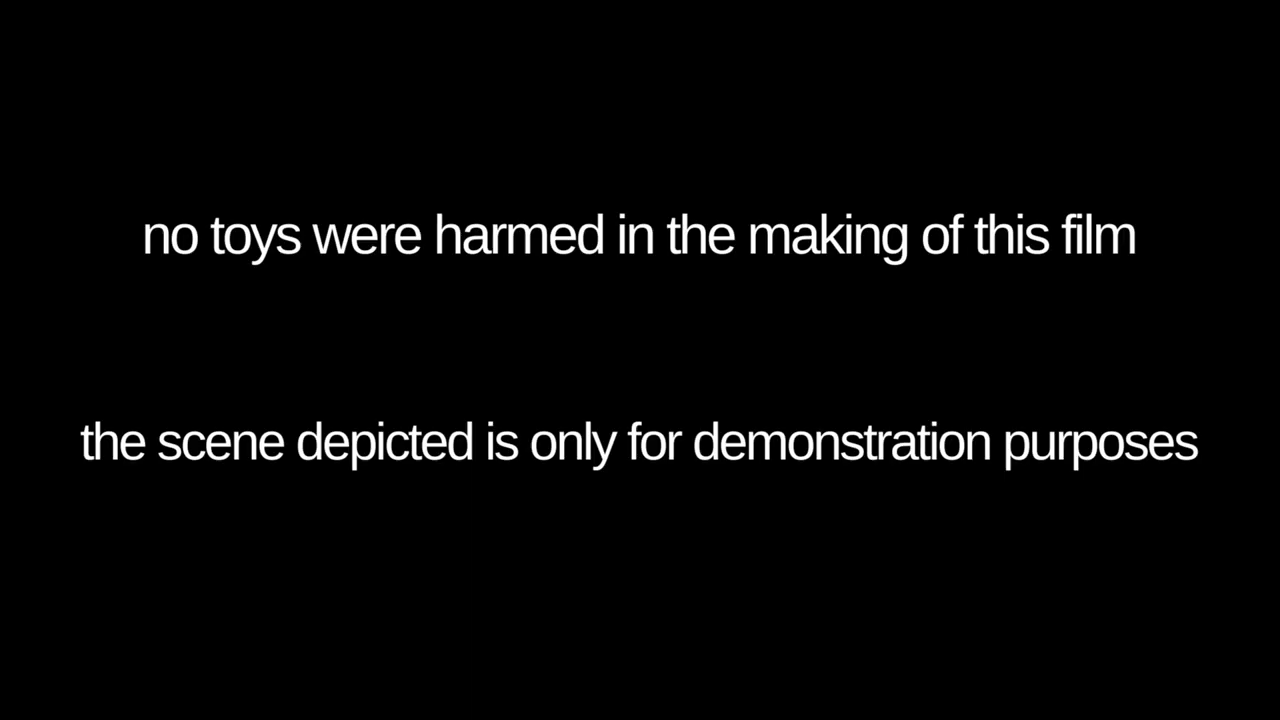 no toys were harmed in the making of this film
the scene depicted is only for demonstration purposes